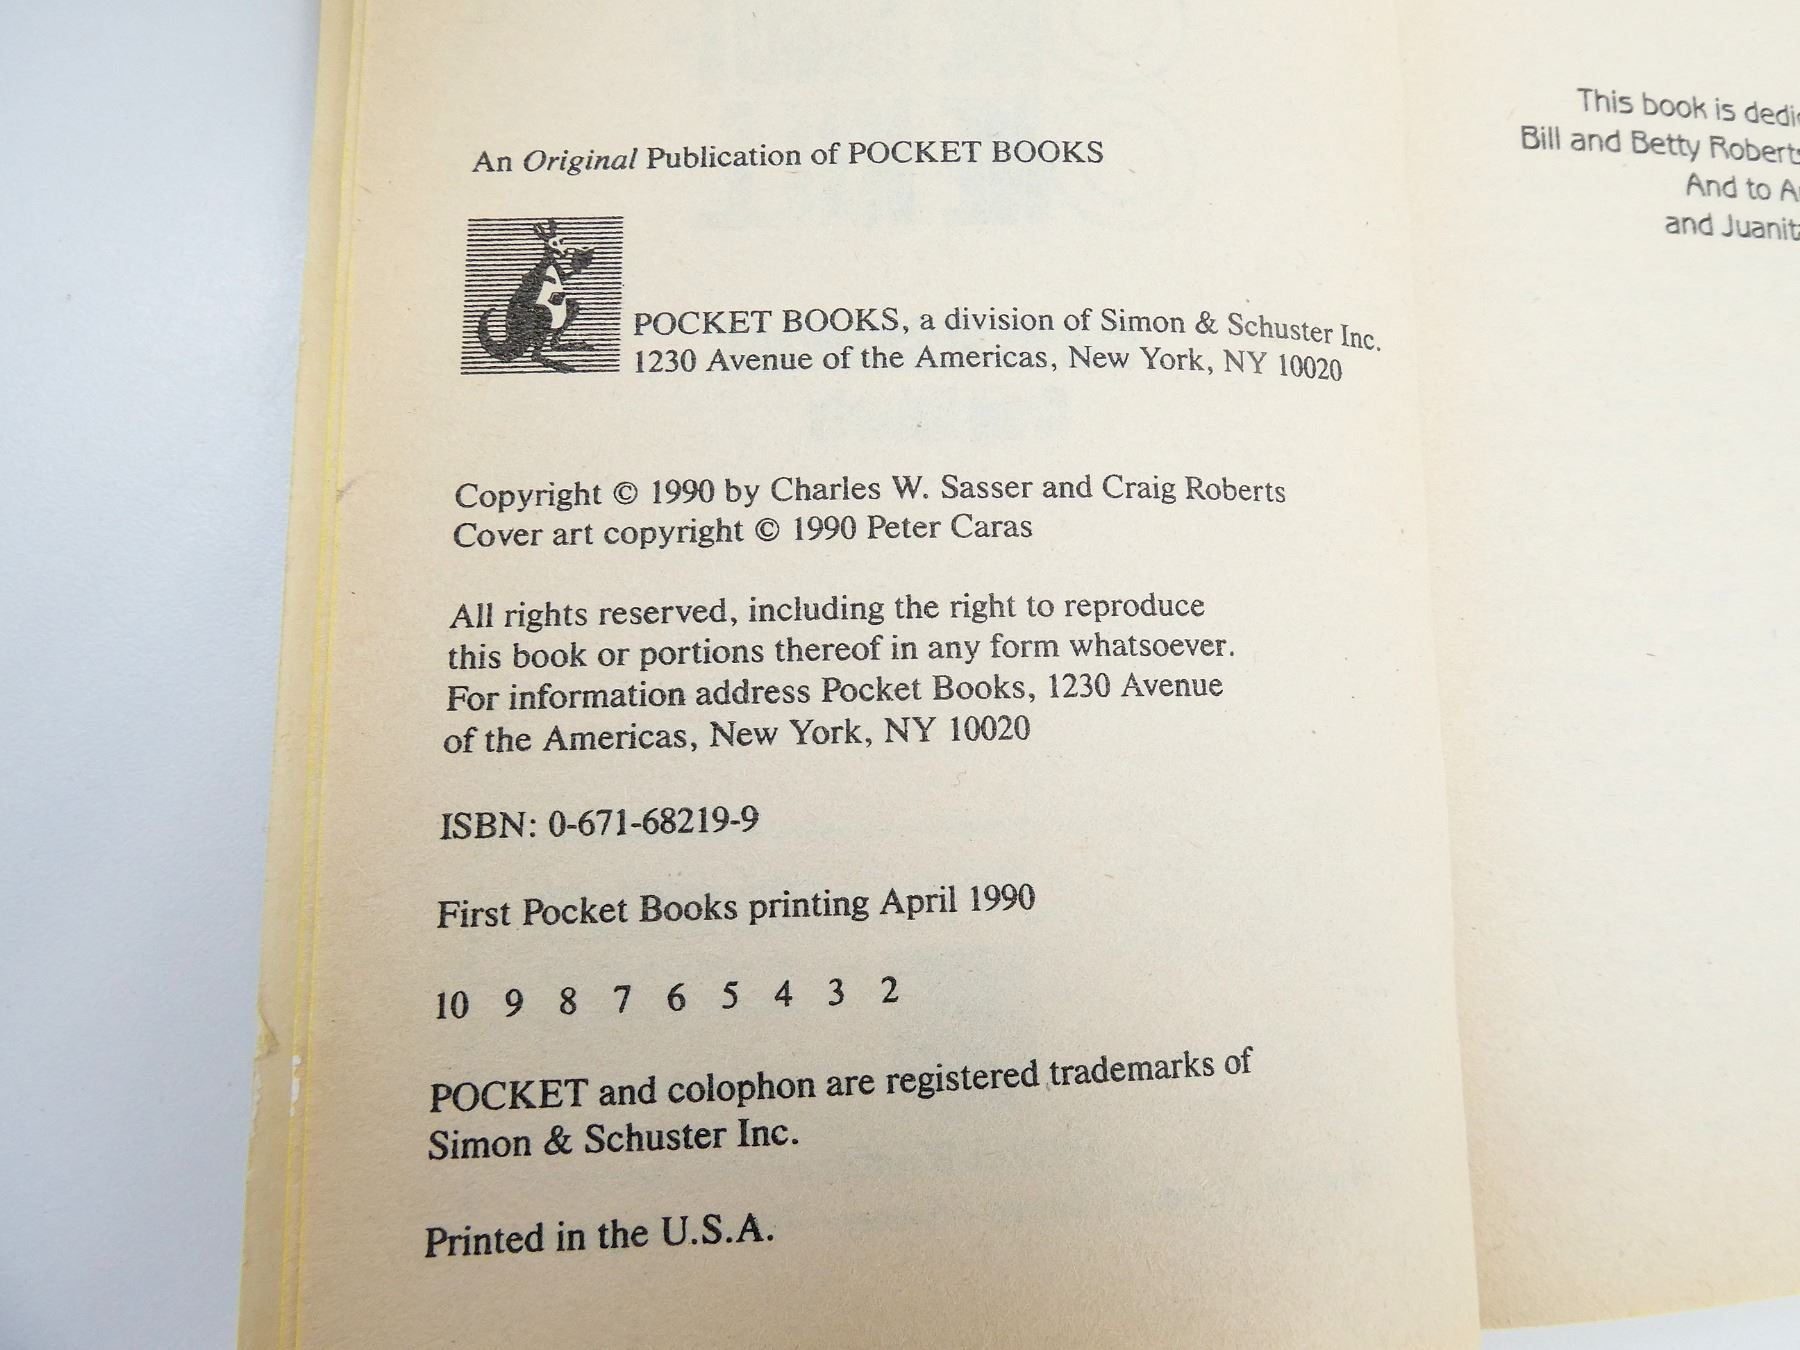 An Original Publication of POCKET BOOKS
POCKET BOOKS, a division of Simon & Schuster Inc.
1230 Avenue of the Americas, New York, NY 10020
Copyright © 1990 by Charles W. Sasser and Craig Roberts
Cover art copyright © 1990 Peter Caras
All rights reserved, including the right to reproduce
this book or portions thereof in any form whatsoever.
For information address Pocket Books, 1230 Avenue
of the Americas, New York, NY 10020
ISBN: 0-671-68219-9
First Pocket Books printing April 1990
10 9 8 7 6 5 4 3 2
POCKET and colophon are registered trademarks of
Simon & Schuster Inc.
Printed in the U.S.A.
This book is
Bill and Betty
And to
and